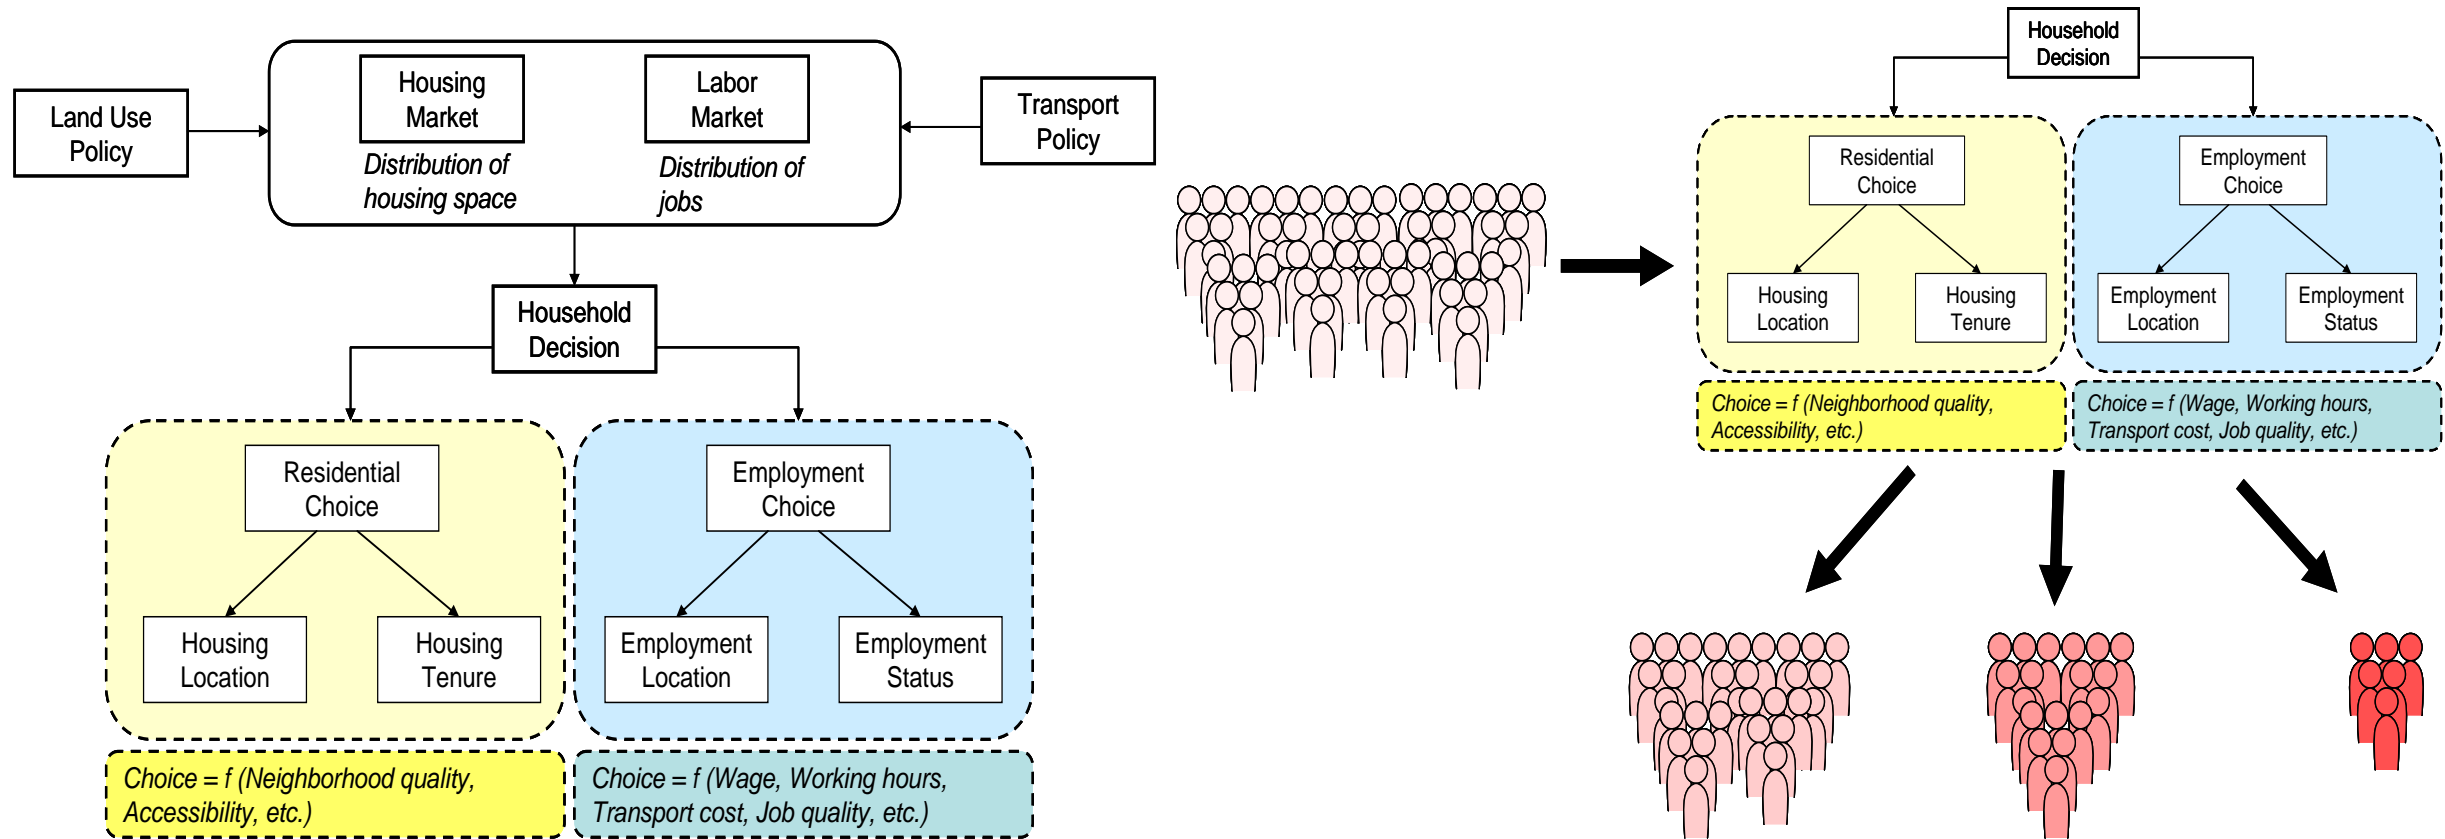 Land Use
Policy
Housing
Market
Distribution of
housing space
Labor
Market
Distribution of
jobs
Transport
Policy
Household
Decision
Residential
Choice
Housing
Location
Housing
Tenure
Employment
Choice
Employment
Location
Employment
Status
Choice = f (Neighborhood quality,
Accessibility, etc.)
Choice = f (Wage, Working hours,
Transport cost, Job quality, etc.)
Household
Decision
Residential
Choice
Housing
Location
Housing
Tenure
Employment
Choice
Employment
Location
Employment
Status
Choice = f (Neighborhood quality,
Accessibility, etc.)
Choice = f (Wage, Working hours,
Transport cost, Job quality, etc.)